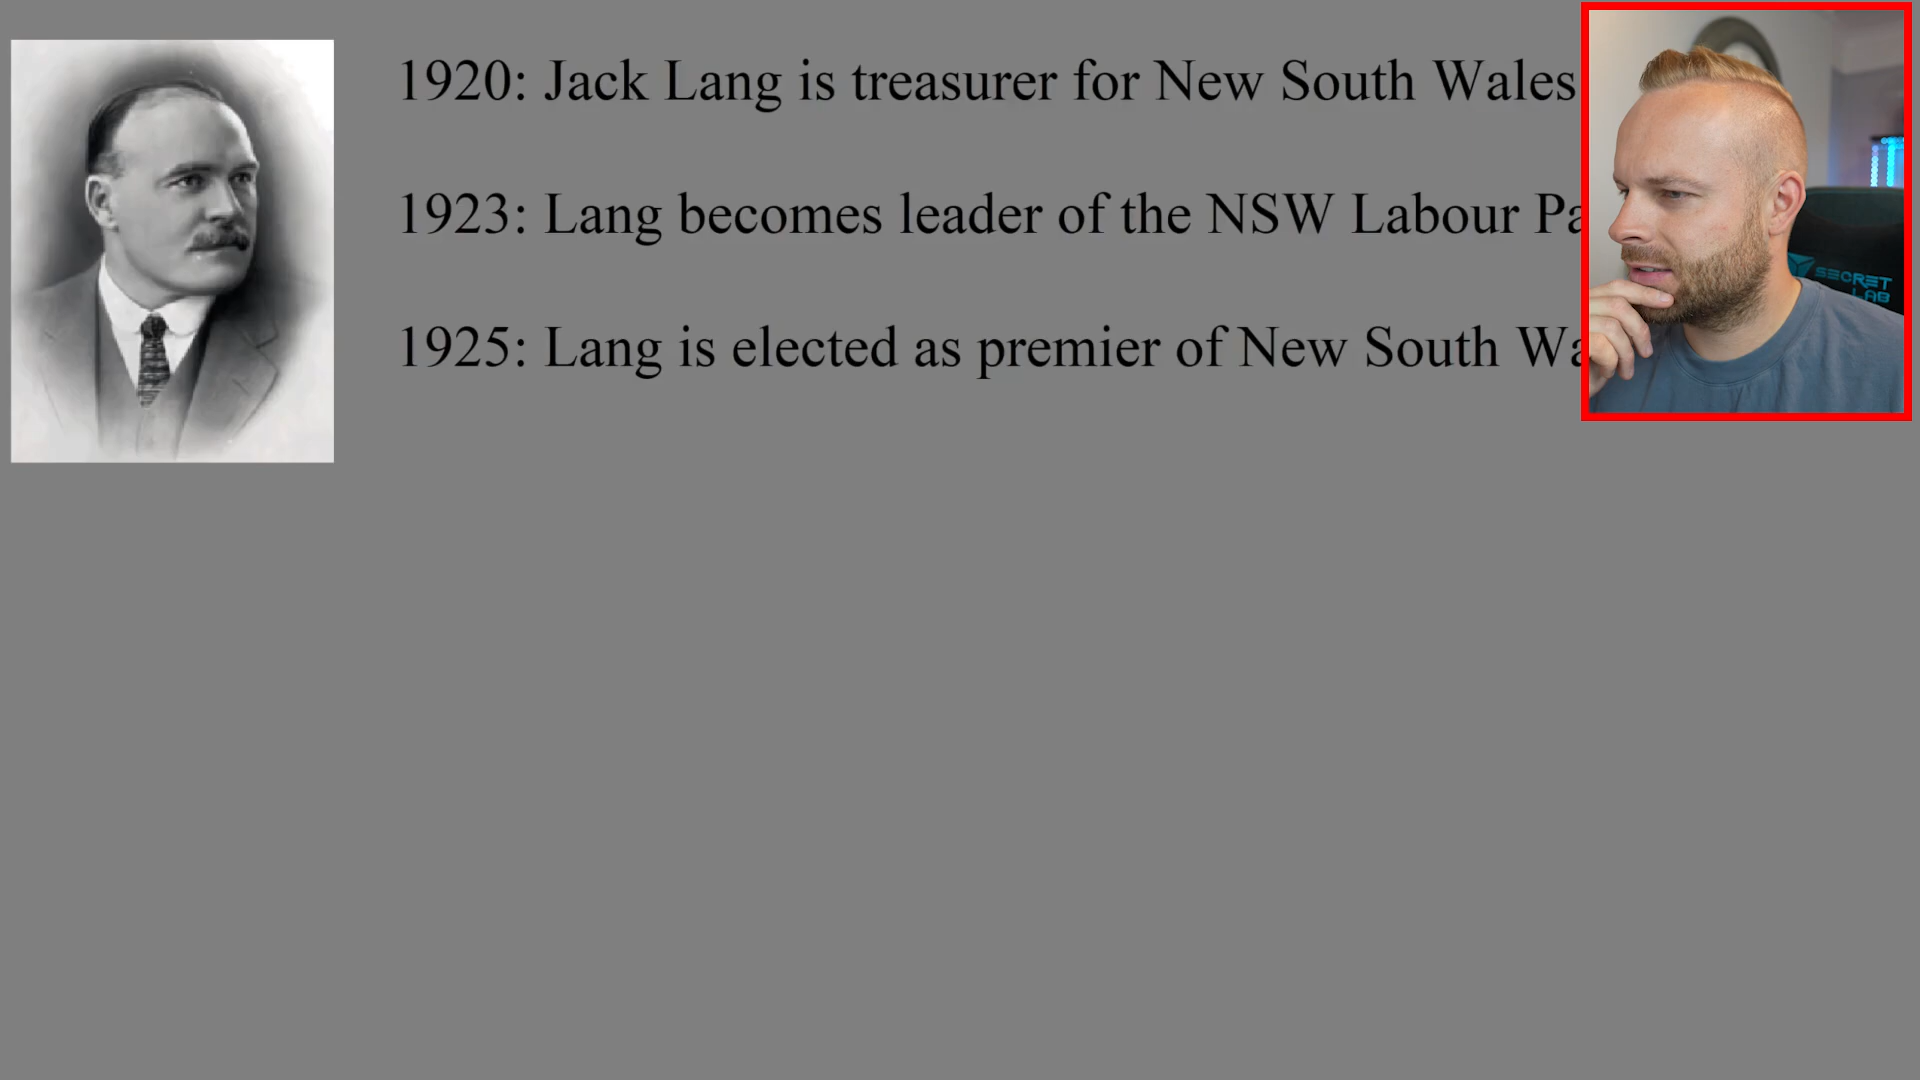 1920: Jack Lang is treasurer for New South Wales
1923: Lang becomes leader of the NSW Labour Pa
1925: Lang is elected as premier of New South Wa
SECRET
LAB